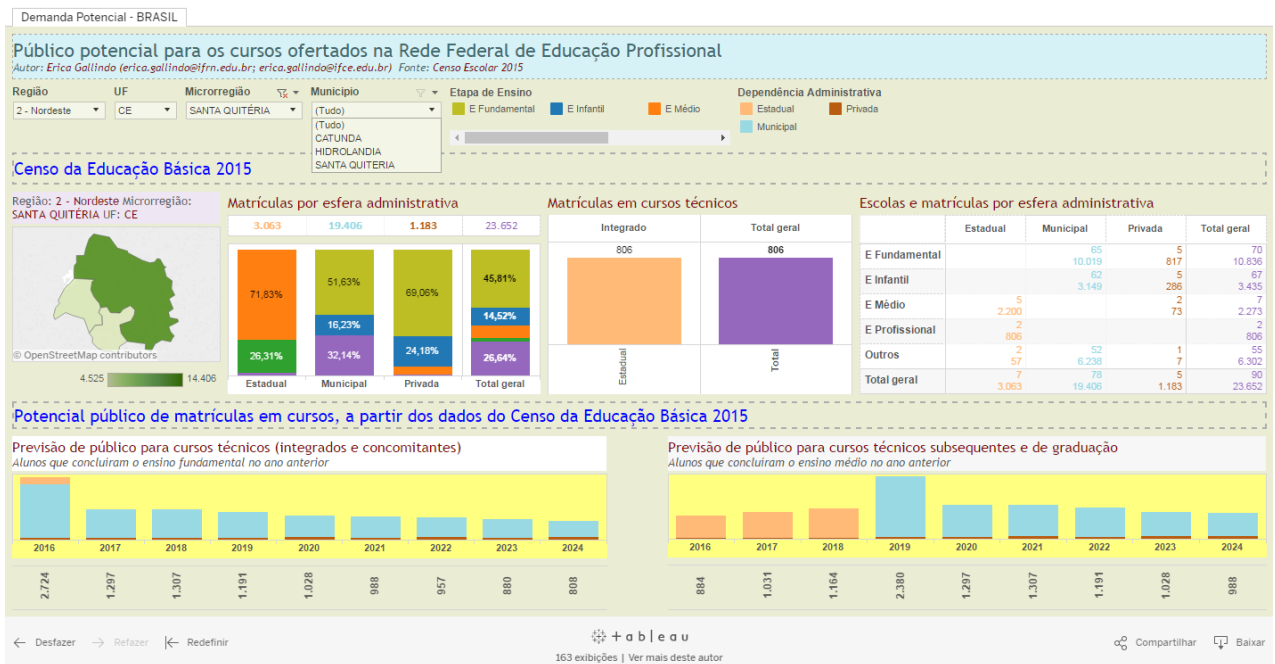 Demanda Potencial - BRASIL
Público potencial para os cursos ofertados na Rede Federal de Educação Profissional
Autor: Erica Gallindo (erica.gallindo@ifrn.edu.br; erica.gallindo@ifce.edu.br) Fonte: Censo Escolar 2015
Região UF Microrregião Municipio Etapa de Ensino Dependência Administrativa
2 - Nordeste CE SANTA QUITÉRIA (Tudo) E Fundamental E Infantil E Médio Estadual Privada
(Tudo) Municipal
CATUNDA
HIDROLANDIA
SANTA QUITERIA
Censo da Educação Básica 2015
Região: 2 - Nordeste Microrregião:
SANTA QUITÉRIA UF: CE
© OpenStreetMap contributors
4.525 14.406
Matrículas por esfera administrativa
3.063 19.406 1.183 23.652
71,83% 51,63% 69,06% 45,81%
16,23% 14,52%
26,31% 32,14% 24,18% 26,64%
Estadual Municipal Privada Total geral
Matrículas em cursos técnicos
Integrado Total geral
806 806
Estadual Total
Escolas e matrículas por esfera administrativa
Estadual Municipal Privada Total geral
E Fundamental 65 5 70
10.019 817 10.836
E Infantil 62 5 67
3.149 286 3.435
E Médio 5 2 7
2.200 73 2.273
E Profissional 2 2
806 806
Outros 2 52 1 55
57 6.238 7 6.302
Total geral 7 78 5 90
3.063 19.406 1.183 23.652
Potencial público de matrículas em cursos, a partir dos dados do Censo da Educação Básica 2015
Previsão de público para cursos técnicos (integrados e concomitantes)
Alunos que concluiram o ensino fundamental no ano anterior
2016 2017 2018 2019 2020 2021 2022 2023 2024
2.724 1.297 1.307 1.191 1.028 988 957 880 808
Previsão de público para cursos técnicos subsequentes e de graduação
Alunos que concluiram o ensino médio no ano anterior
2016 2017 2018 2019 2020 2021 2022 2023 2024
884 1.031 1.164 2.380 1.297 1.307 1.191 1.028 988
Desfazer Refazer Redefinir
+ a b l e a u
Compartilhar Baixar
163 exibições | Ver mais deste autor